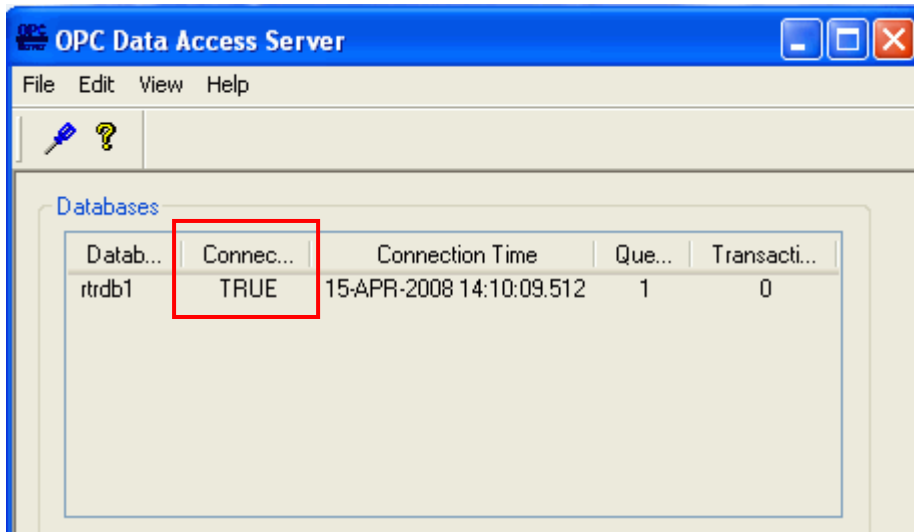 OPC Data Access Server
File Edit View Help
Databases
Datab... Connec... Connection Time Que... Transacti...
rtrdb1 TRUE 15-APR-2008 14:10:09.512 1 0